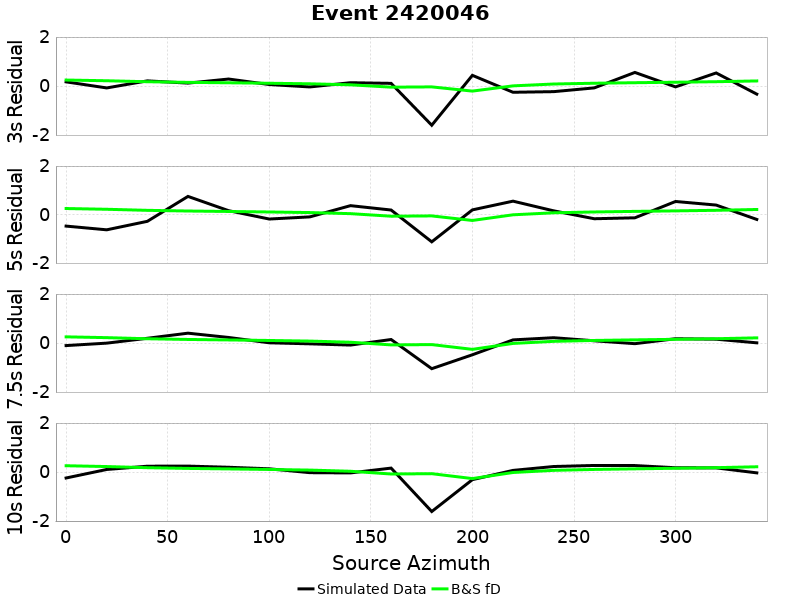 Event 2420046
3s Residual
2
0
-2
5s Residual
2
0
-2
7.5s Residual
2
0
-2
10s Residual
2
0
-2
0 50 100 150 200 250 300
Source Azimuth
Simulated Data B&S fD